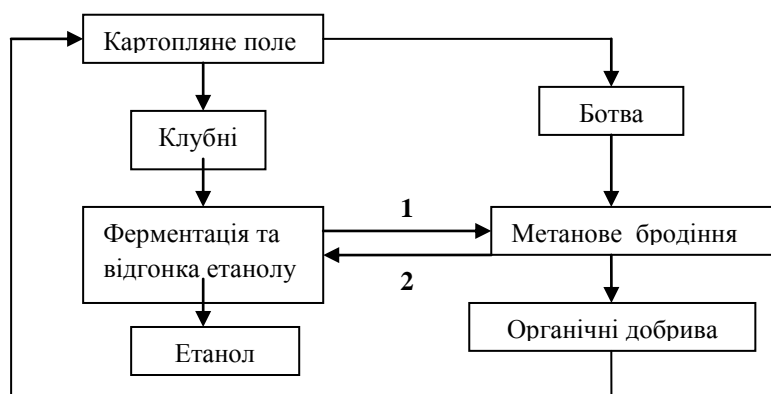 Картопляне поле
Клубні
Ботва
1
Ферментація та
відгонка етанолу
Метанове бродіння
2
Органічні добрива
Етанол